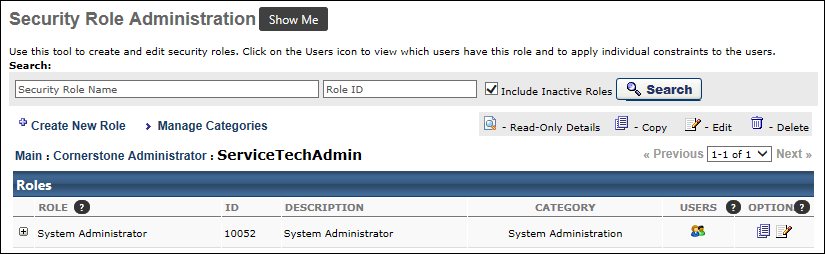 Security Role Administration Show Me
Use this tool to create and edit security roles. Click on the Users icon to view which users have this role and to apply individual constraints to the users.
Search:
Security Role Name Role ID Include Inactive Roles Search
Create New Role Manage Categories - Read-Only Details - Copy - Edit - Delete
Main : Cornerstone Administrator : ServiceTechAdmin « Previous 1-1 of 1 Next »
Roles
ROLE ? ID DESCRIPTION CATEGORY USERS ? OPTION ?
System Administrator 10052 System Administrator System Administration